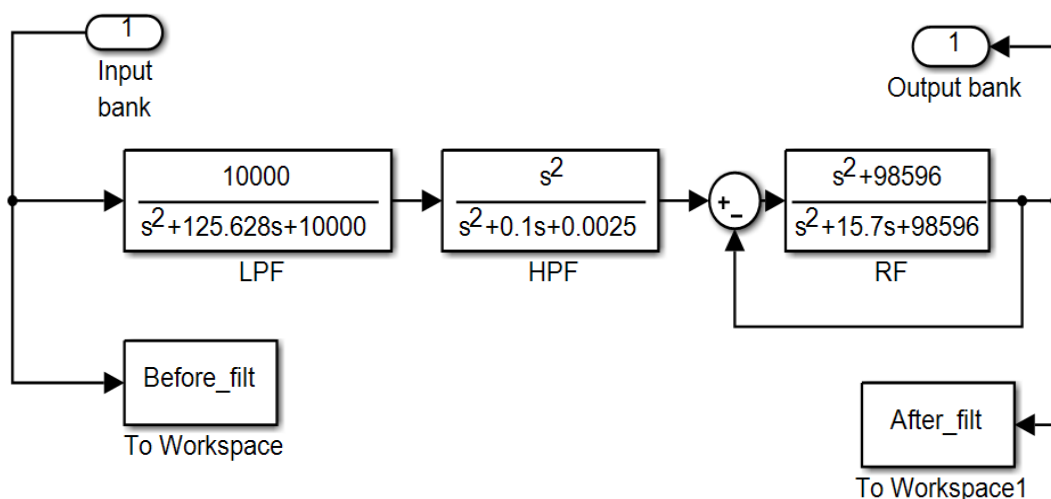 1
Input
bank
1
Output bank
10000
s²+125.628s+10000
LPF
s²
s²+0.1s+0.0025
HPF
+
−
s²+98596
s²+15.7s+98596
RF
Before_filt
To Workspace
After_filt
To Workspace1